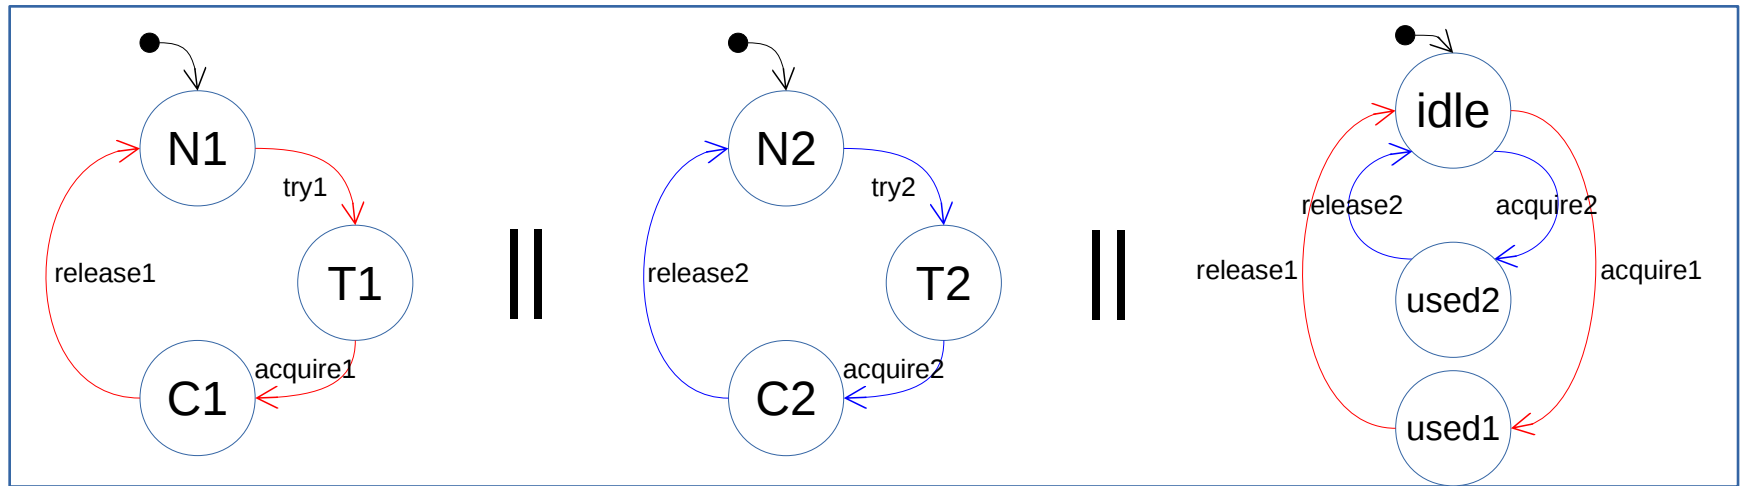 N1
try1
T1
release1
acquire1
C1
||
N2
try2
T2
release2
acquire2
C2
||
idle
release2
acquire2
release1
acquire1
used2
used1